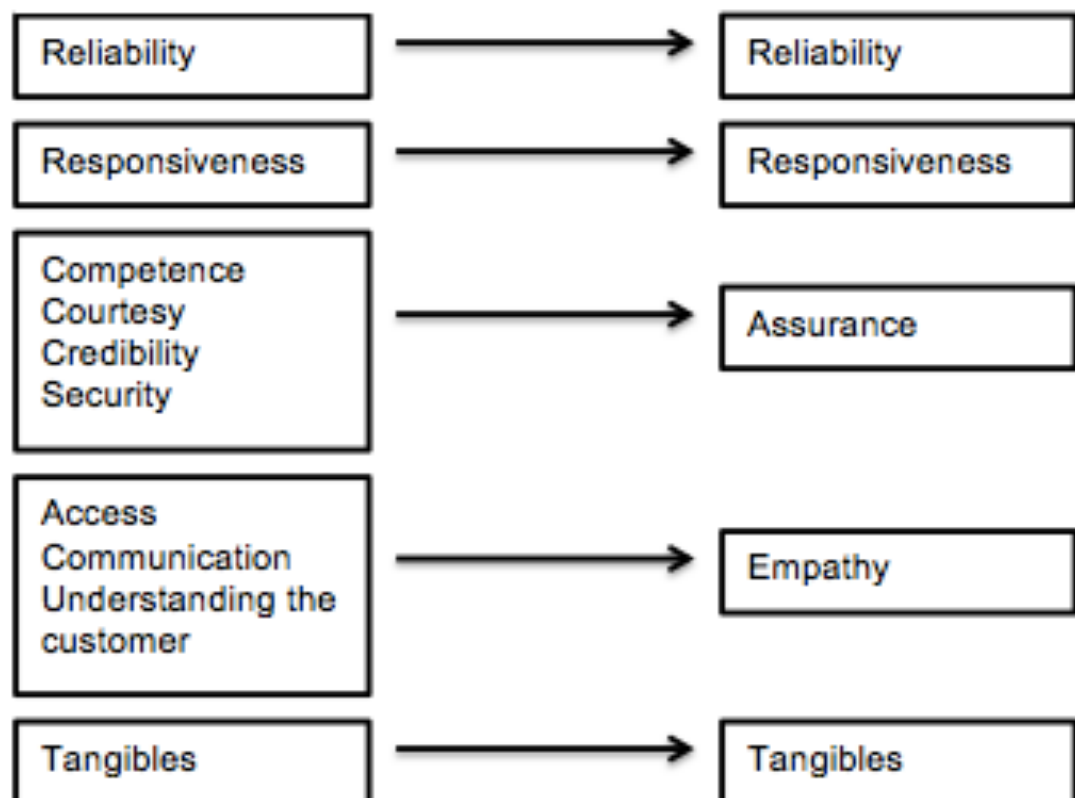 Reliability
Reliability
Responsiveness
Responsiveness
Competence
Courtesy
Credibility
Security
Assurance
Access
Communication
Understanding the
customer
Empathy
Tangibles
Tangibles